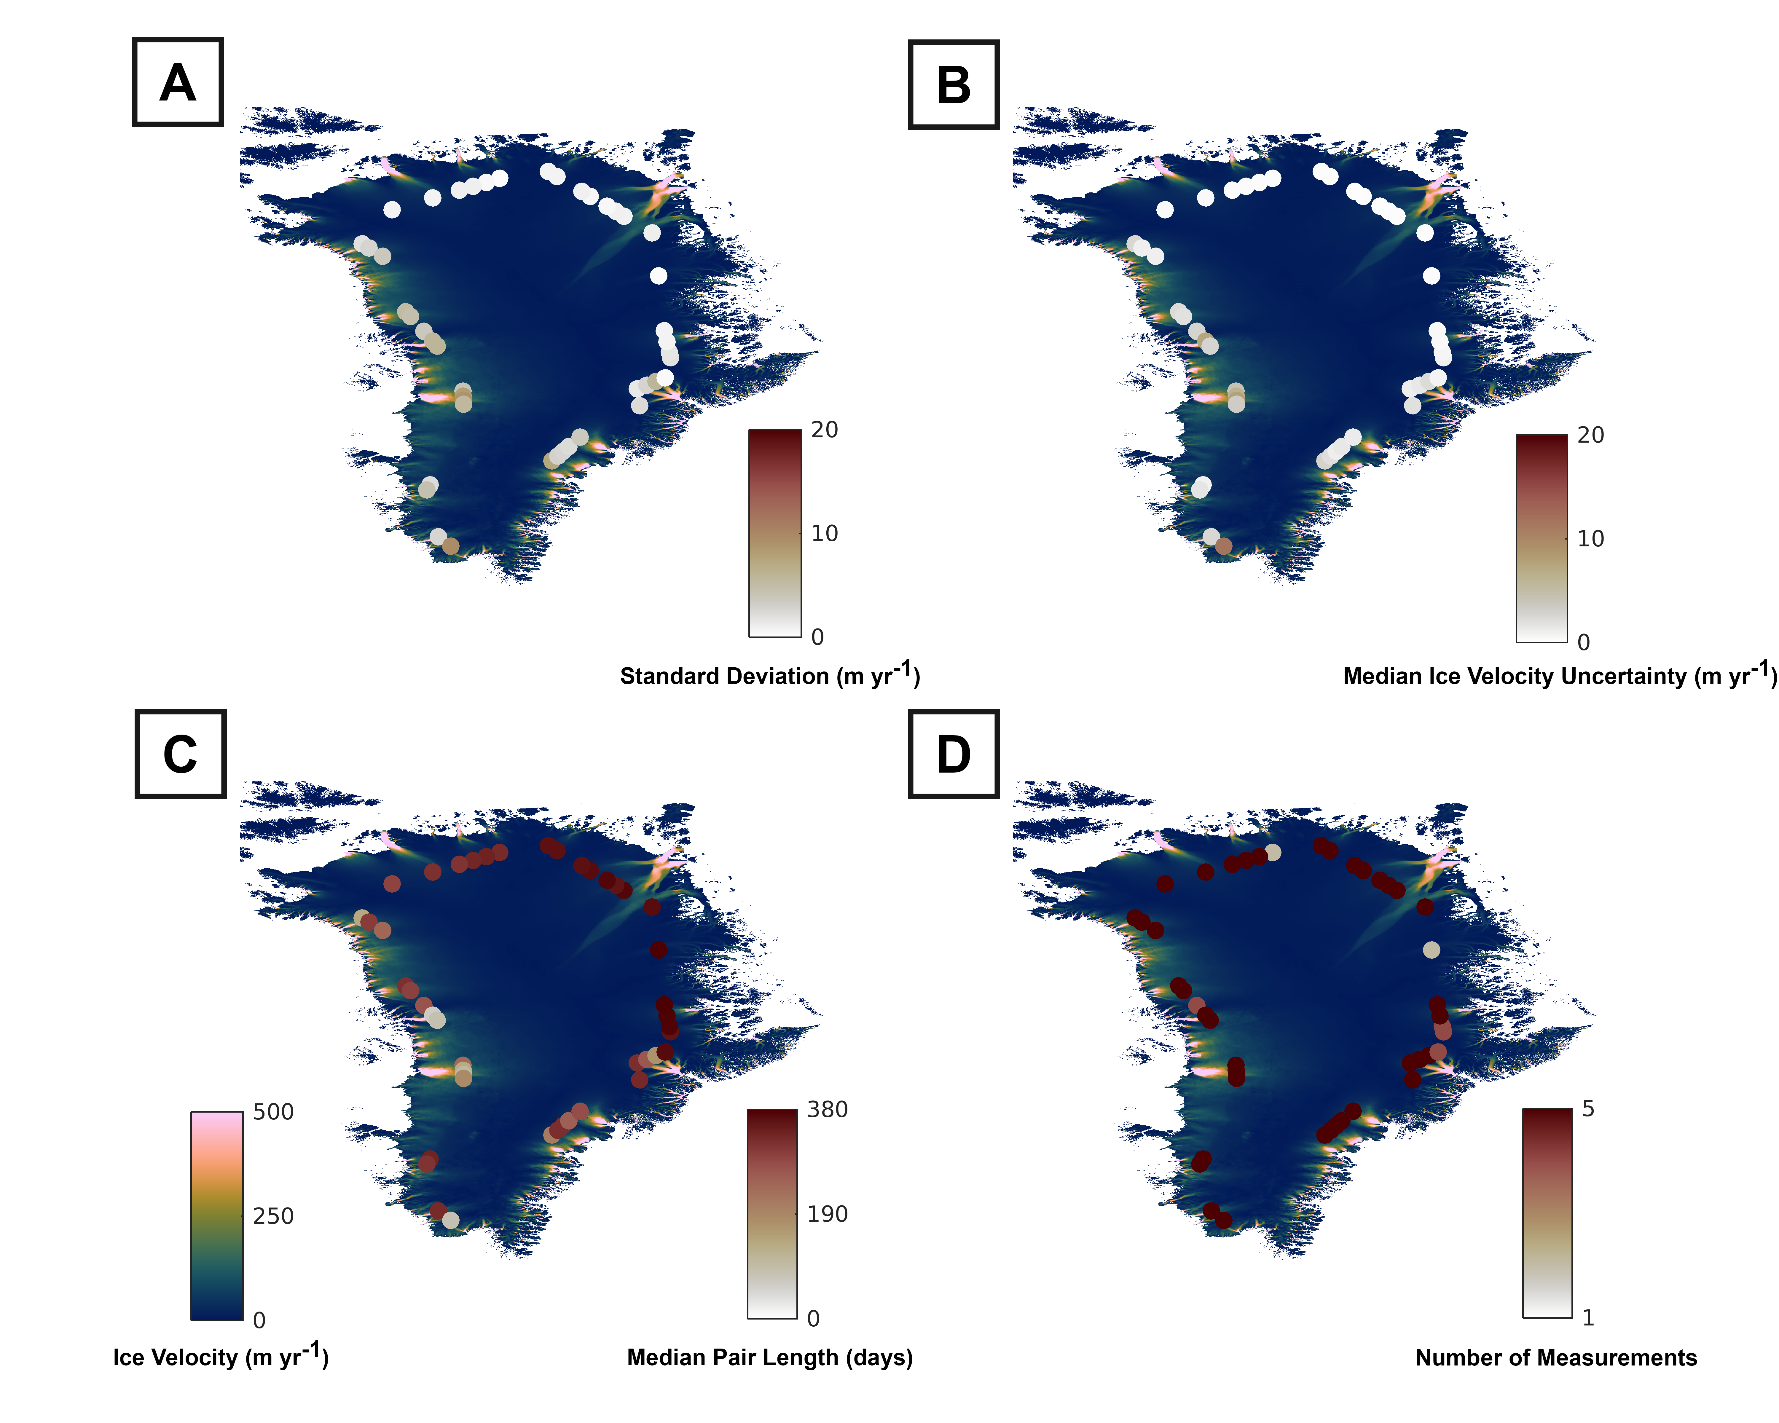 A
B
20
10
0
Standard Deviation (m yr-1)
20
10
0
Median Ice Velocity Uncertainty (m yr-1)
C
D
500
250
0
Ice Velocity (m yr-1)
380
190
0
Median Pair Length (days)
5
1
Number of Measurements